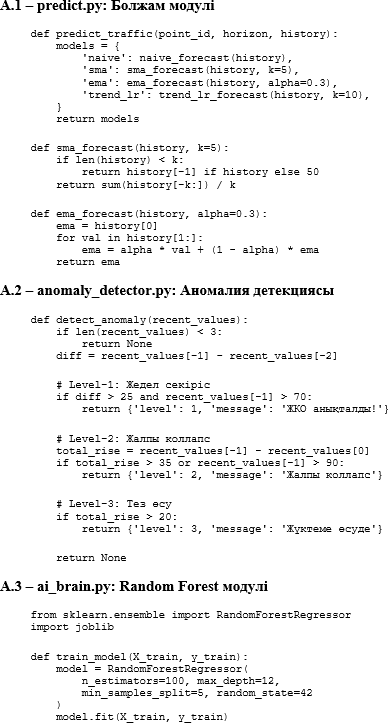 А.1 – predict.py: Болжам модулі
def predict_traffic(point_id, horizon, history):
    models = {
        'naive': naive_forecast(history),
        'sma': sma_forecast(history, k=5),
        'ema': ema_forecast(history, alpha=0.3),
        'trend_lr': trend_lr_forecast(history, k=10),
    }
    return models
def sma_forecast(history, k=5):
    if len(history) < k:
        return history[-1] if history else 50
    return sum(history[-k:]) / k
def ema_forecast(history, alpha=0.3):
    ema = history[0]
    for val in history[1:]:
        ema = alpha * val + (1 - alpha) * ema
    return ema
А.2 – anomaly_detector.py: Аномалия детекциясы
def detect_anomaly(recent_values):
    if len(recent_values) < 3:
        return None
    diff = recent_values[-1] - recent_values[-2]
    # Level-1: Жедел секіріс
    if diff > 25 and recent_values[-1] > 70:
        return {'level': 1, 'message': 'ЖКО анықталды!'}
    # Level-2: Жалпы коллапс
    total_rise = recent_values[-1] - recent_values[0]
    if total_rise > 35 or recent_values[-1] > 90:
        return {'level': 2, 'message': 'Жалпы коллапс'}
    # Level-3: Тез өсу
    if total_rise > 20:
        return {'level': 3, 'message': 'Жүктеме өсуде'}
    return None
А.3 – ai_brain.py: Random Forest модулі
from sklearn.ensemble import RandomForestRegressor
import joblib
def train_model(X_train, y_train):
    model = RandomForestRegressor(
        n_estimators=100, max_depth=12,
        min_samples_split=5, random_state=42
    )
    model.fit(X_train, y_train)